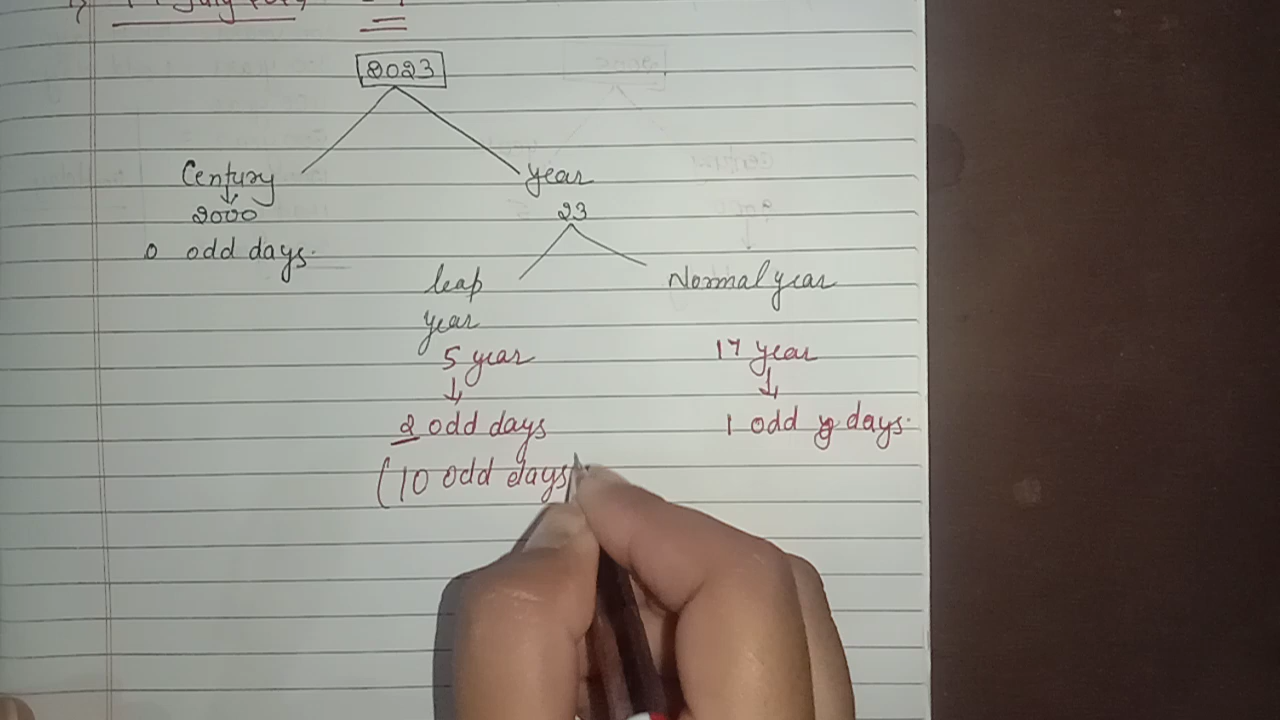 July
2023
Century
year
2000
23
0 odd days.
leap
Normal year
year
5 year
17 year
2 odd days
1 odd y days.
(10 odd days